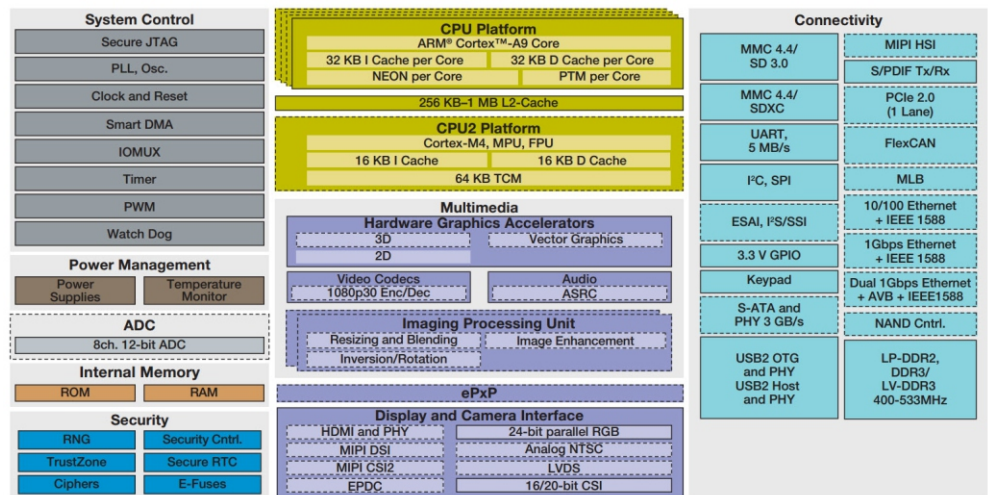 System Control
Secure JTAG
PLL, Osc.
Clock and Reset
Smart DMA
IOMUX
Timer
PWM
Watch Dog
Power Management
Power
Supplies
Temperature
Monitor
ADC
8ch. 12-bit ADC
Internal Memory
ROM
RAM
Security
RNG
Security Cntrl.
TrustZone
Secure RTC
Ciphers
E-Fuses
CPU Platform
ARM® Cortex™-A9 Core
32 KB I Cache per Core
32 KB D Cache per Core
NEON per Core
PTM per Core
256 KB–1 MB L2-Cache
CPU2 Platform
Cortex-M4, MPU, FPU
16 KB I Cache
16 KB D Cache
64 KB TCM
Multimedia
Hardware Graphics Accelerators
3D
Vector Graphics
2D
Video Codecs
1080p30 Enc/Dec
Audio
ASRC
Imaging Processing Unit
Resizing and Blending
Image Enhancement
Inversion/Rotation
ePxP
Display and Camera Interface
HDMI and PHY
24-bit parallel RGB
MIPI DSI
Analog NTSC
MIPI CSI2
LVDS
EPDC
16/20-bit CSI
Connectivity
MMC 4.4/
SD 3.0
MMC 4.4/
SDXC
UART,
5 MB/s
I²C, SPI
ESAI, I²S/SSI
3.3 V GPIO
Keypad
S-ATA and
PHY 3 GB/s
USB2 OTG
and PHY
USB2 Host
and PHY
MIPI HSI
S/PDIF Tx/Rx
PCIe 2.0
(1 Lane)
FlexCAN
MLB
10/100 Ethernet
+ IEEE 1588
1Gbps Ethernet
+ IEEE 1588
Dual 1Gbps Ethernet
+ AVB + IEEE1588
NAND Cntrl.
LP-DDR2,
DDR3/
LV-DDR3
400-533MHz